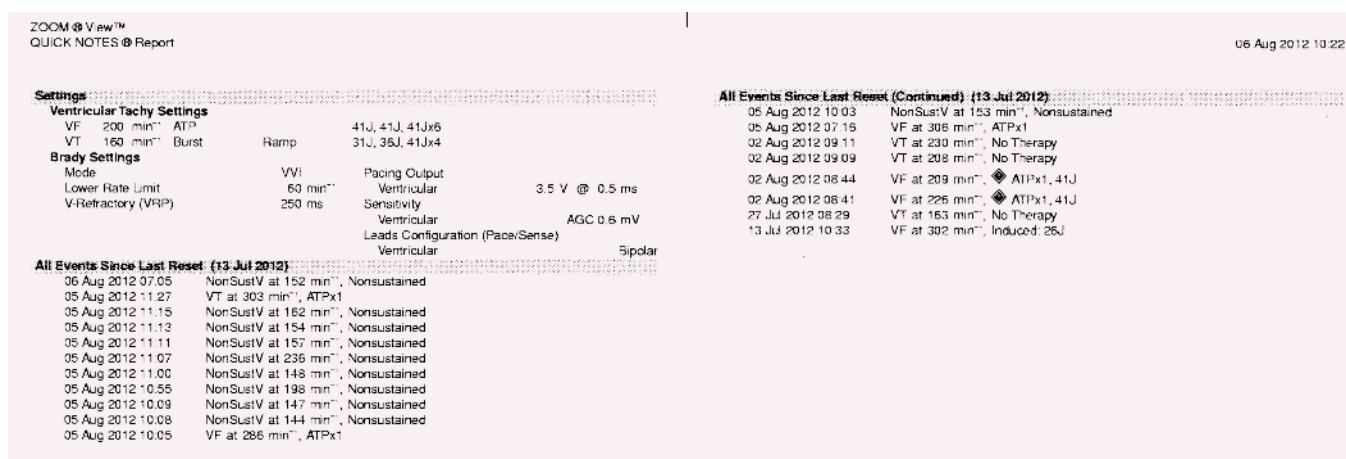 ZOOM ® View™
QUICK NOTES ® Report
06 Aug 2012 10:22
Settings
Ventricular Tachy Settings
VF 200 min⁻¹ ATP 41J, 41J, 41Jx6
VT 160 min⁻¹ Burst Ramp 31J, 36J, 41Jx4
Brady Settings
Mode VVI
Lower Rate Limit 60 min⁻¹
V-Refractory (VRP) 250 ms
Pacing Output
Ventricular 3.5 V @ 0.5 ms
Sensitivity
Ventricular AGC 0.6 mV
Leads Configuration (Pace/Sense)
Ventricular Bipolar
All Events Since Last Reset (13 Jul 2012)
06 Aug 2012 07:05 NonSustV at 152 min⁻¹, Nonsustained
05 Aug 2012 11:27 VT at 303 min⁻¹, ATPx1
05 Aug 2012 11:15 NonSustV at 162 min⁻¹, Nonsustained
05 Aug 2012 11:13 NonSustV at 154 min⁻¹, Nonsustained
05 Aug 2012 11:11 NonSustV at 157 min⁻¹, Nonsustained
05 Aug 2012 11:07 NonSustV at 236 min⁻¹, Nonsustained
05 Aug 2012 11:00 NonSustV at 148 min⁻¹, Nonsustained
05 Aug 2012 10:55 NonSustV at 198 min⁻¹, Nonsustained
05 Aug 2012 10:09 NonSustV at 147 min⁻¹, Nonsustained
05 Aug 2012 10:08 NonSustV at 144 min⁻¹, Nonsustained
05 Aug 2012 10:05 VF at 286 min⁻¹, ATPx1
All Events Since Last Reset (Continued) (13 Jul 2012)
05 Aug 2012 10:03 NonSustV at 153 min⁻¹, Nonsustained
05 Aug 2012 07:16 VF at 306 min⁻¹, ATPx1
02 Aug 2012 09:11 VT at 230 min⁻¹, No Therapy
02 Aug 2012 09:09 VT at 208 min⁻¹, No Therapy
02 Aug 2012 08:44 VF at 209 min⁻¹, ATPx1, 41J
02 Aug 2012 08:41 VF at 226 min⁻¹, ATPx1, 41J
27 Jul 2012 08:29 VT at 163 min⁻¹, No Therapy
13 Jul 2012 10:33 VF at 302 min⁻¹, Induced: 26J